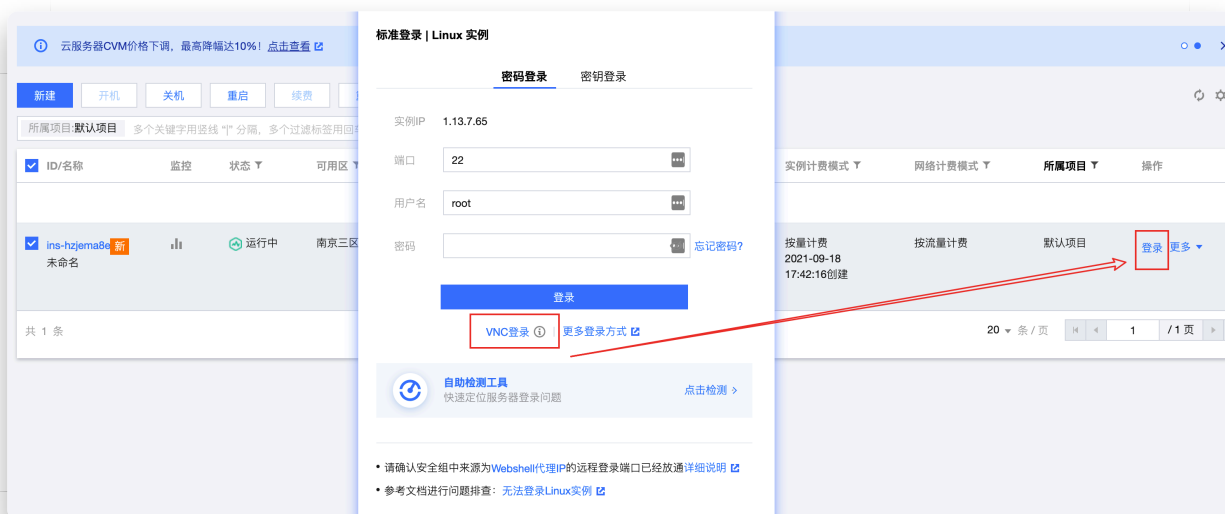 云服务器CVM价格下调，最高降幅达10%！点击查看
新建 开机 关机 重启 续费
所属项目:默认项目 多个关键字用竖线 "|" 分隔，多个过滤标签用回
ID/名称 监控 状态 可用区 实例计费模式 网络计费模式 所属项目 操作
ins-hzjema8e 新 运行中 南京三区 按量计费 按流量计费 默认项目 登录 更多
未命名 2021-09-18
17:42:16创建
共 1 条 20 条 / 页 1 / 1 页
标准登录 | Linux 实例
密码登录 密钥登录
实例IP 1.13.7.65
端口 22
用户名 root
密码 忘记密码?
登录
VNC登录 更多登录方式
自助检测工具
快速定位服务器登录问题 点击检测
• 请确认安全组中来源为Webshell代理IP的远程登录端口已经放通详细说明
• 参考文档进行问题排查：无法登录Linux实例